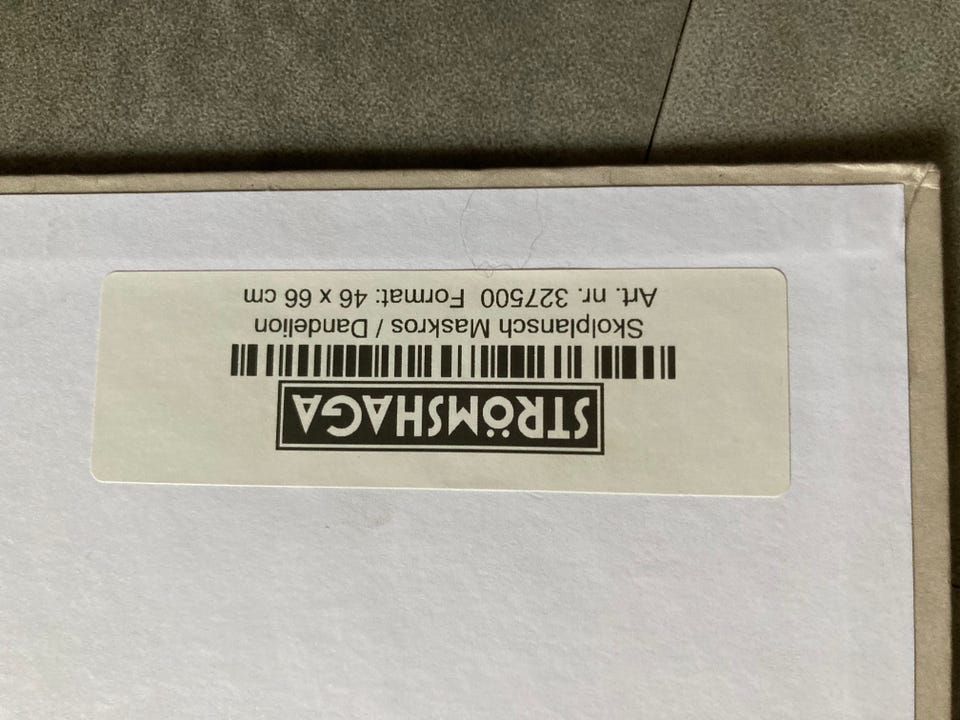 STRÖMSHAGA
Skolplansch Maskros / Dandelion
Art. nr. 327500 Format: 46 x 66 cm